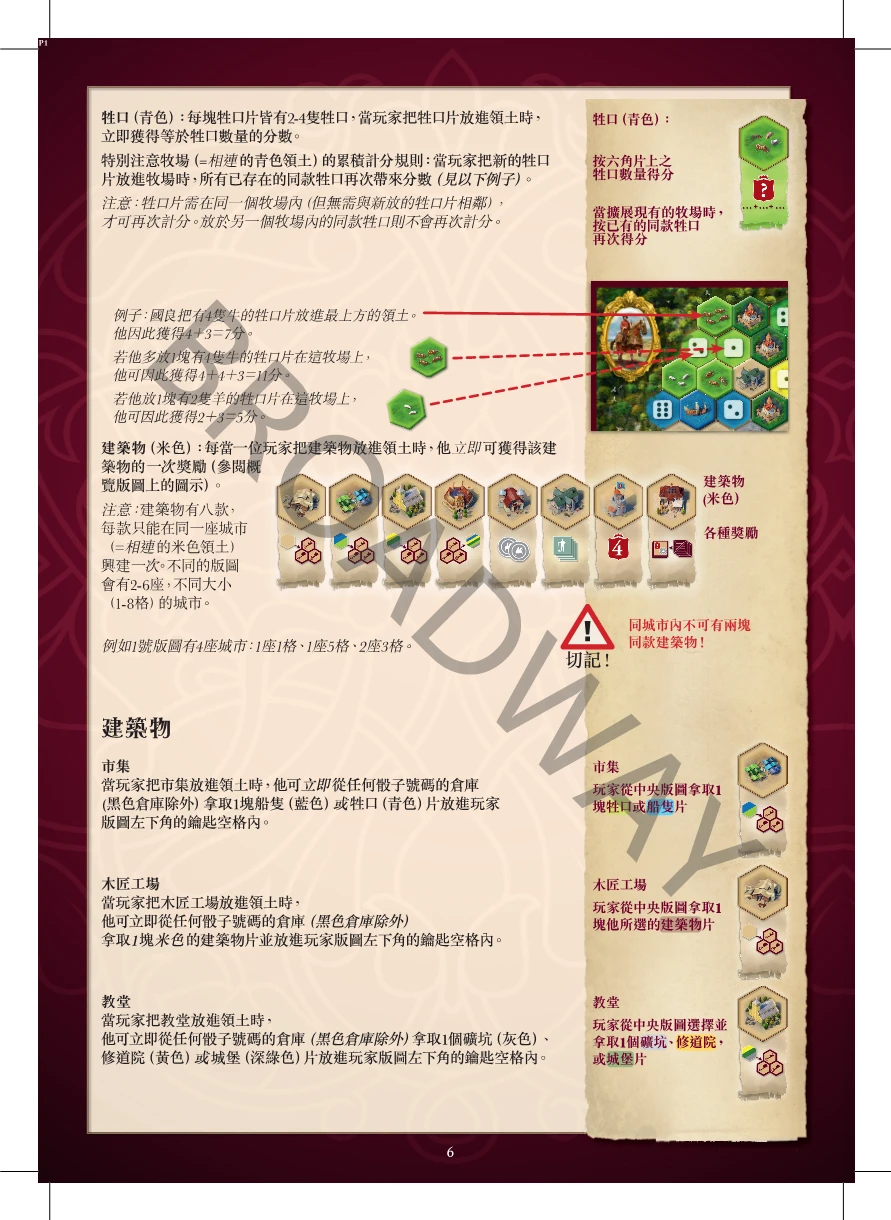 P1
牲口 (青色)：每塊牲口片皆有2-4隻牲口，當玩家把牲口片放進領土時，
立即獲得等於牲口數量的分數。
特別注意牧場 (=相連的青色領土) 的累積計分規則：當玩家把新的牲口
片放進牧場時，所有已存在的同款牲口再次帶來分數 (見以下例子)。
注意：牲口片需在同一個牧場內 (但無需與新放的牲口片相鄰)，
才可再次計分。放於另一個牧場內的同款牲口則不會再次計分。
牲口 (青色)：
按六角片上之
牲口數量得分
?
當擴展現有的牧場時，
按已有的同款牲口
再次得分
例子：國良把有4隻牛的牲口片放進最上方的領土。
他因此獲得4+3=7分。
若他多放1塊有4隻牛的牲口片在這牧場上，
他可因此獲得4+4+3=11分。
若他放1塊有2隻羊的牲口片在這牧場上，
他可因此獲得2+3=5分。
建築物 (米色)：每當一位玩家把建築物放進領土時，他立即可獲得該建
築物的一次獎勵 (參閱概
覽版圖上的圖示)。
注意：建築物有八款，
每款只能在同一座城市
(=相連的米色領土)
興建一次。不同的版圖
會有2-6座，不同大小
(1-8格) 的城市。
4
建築物
(米色)
各種獎勵
例如1號版圖有4座城市：1座1格、1座5格、2座3格。
!
切記!
同城市內不可有兩塊
同款建築物!
建築物
市集
當玩家把市集放進領土時，他可立即從任何骰子號碼的倉庫
(黑色倉庫除外) 拿取1塊船隻 (藍色) 或牲口 (青色) 片放進玩家
版圖左下角的鑰匙空格內。
市集
玩家從中央版圖拿取1
塊牲口或船隻片
木匠工場
當玩家把木匠工場放進領土時，
他可立即從任何骰子號碼的倉庫 (黑色倉庫除外)
拿取1塊米色的建築物片並放進玩家版圖左下角的鑰匙空格內。
木匠工場
玩家從中央版圖拿取1
塊他所選的建築物片
教堂
當玩家把教堂放進領土時，
他可立即從任何骰子號碼的倉庫 (黑色倉庫除外) 拿取1個礦坑 (灰色)、
修道院 (黃色) 或城堡 (深綠色) 片放進玩家版圖左下角的鑰匙空格內。
教堂
玩家從中央版圖選擇並
拿取1個礦坑、修道院，
或城堡片
BROADWAY
6